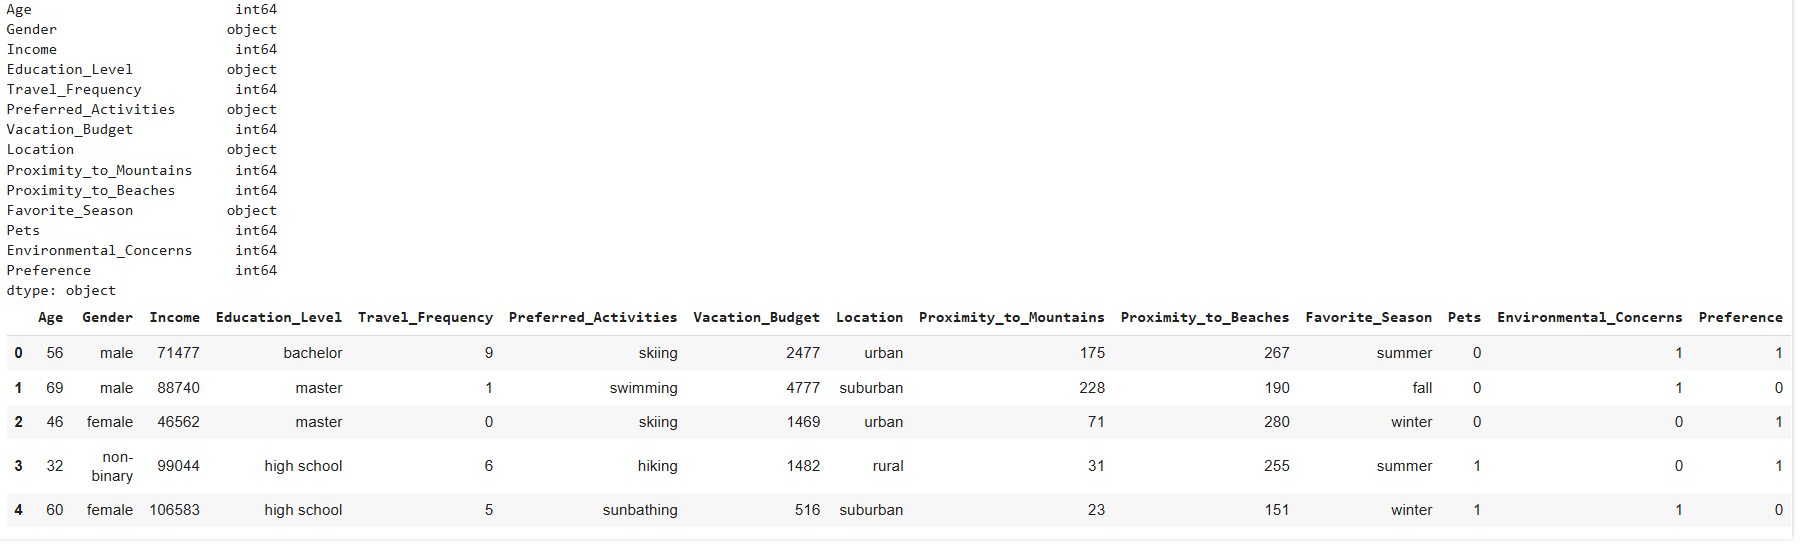 Age int64
Gender object
Income int64
Education_Level object
Travel_Frequency int64
Preferred_Activities object
Vacation_Budget int64
Location object
Proximity_to_Mountains int64
Proximity_to_Beaches int64
Favorite_Season object
Pets int64
Environmental_Concerns int64
Preference int64
dtype: object
Age Gender Income Education_Level Travel_Frequency Preferred_Activities Vacation_Budget Location Proximity_to_Mountains Proximity_to_Beaches Favorite_Season Pets Environmental_Concerns Preference
0 56 male 71477 bachelor 9 skiing 2477 urban 175 267 summer 0 1 1
1 69 male 88740 master 1 swimming 4777 suburban 228 190 fall 0 1 0
2 46 female 46562 master 0 skiing 1469 urban 71 280 winter 0 0 1
3 32 non-
binary 99044 high school 6 hiking 1482 rural 31 255 summer 1 0 1
4 60 female 106583 high school 5 sunbathing 516 suburban 23 151 winter 1 1 0